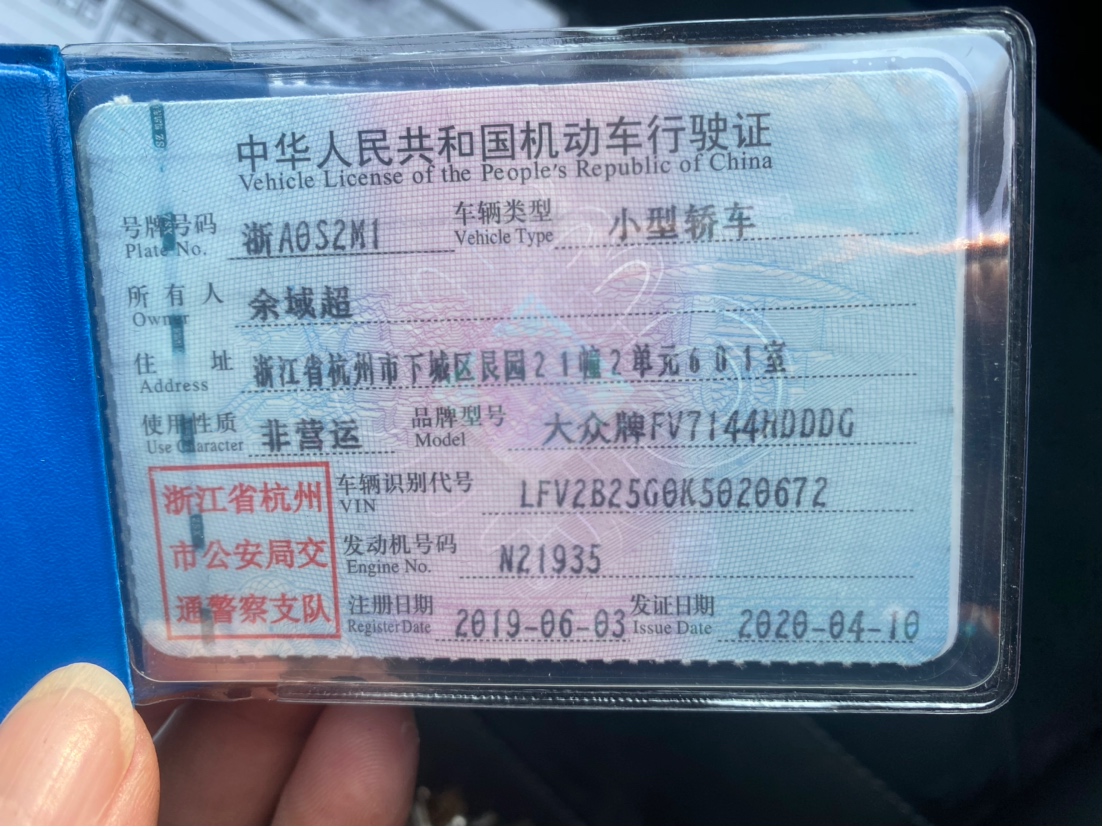 中华人民共和国机动车行驶证
Vehicle License of the People's Republic of China
号牌号码 浙A0S2M1 车辆类型 小型轿车
Plate No. Vehicle Type
所有人 余域超
Owner
住址 浙江省杭州市下城区艮园21幢2单元601室
Address
使用性质 非营运 品牌型号 大众牌FV7144HDDDG
Use Character Model
浙江省杭州
市公安局交
通警察支队
车辆识别代号 LFV2B25G0K5020672
VIN
发动机号码 N21935
Engine No.
注册日期 2019-06-03 发证日期 2020-04-10
Register Date Issue Date